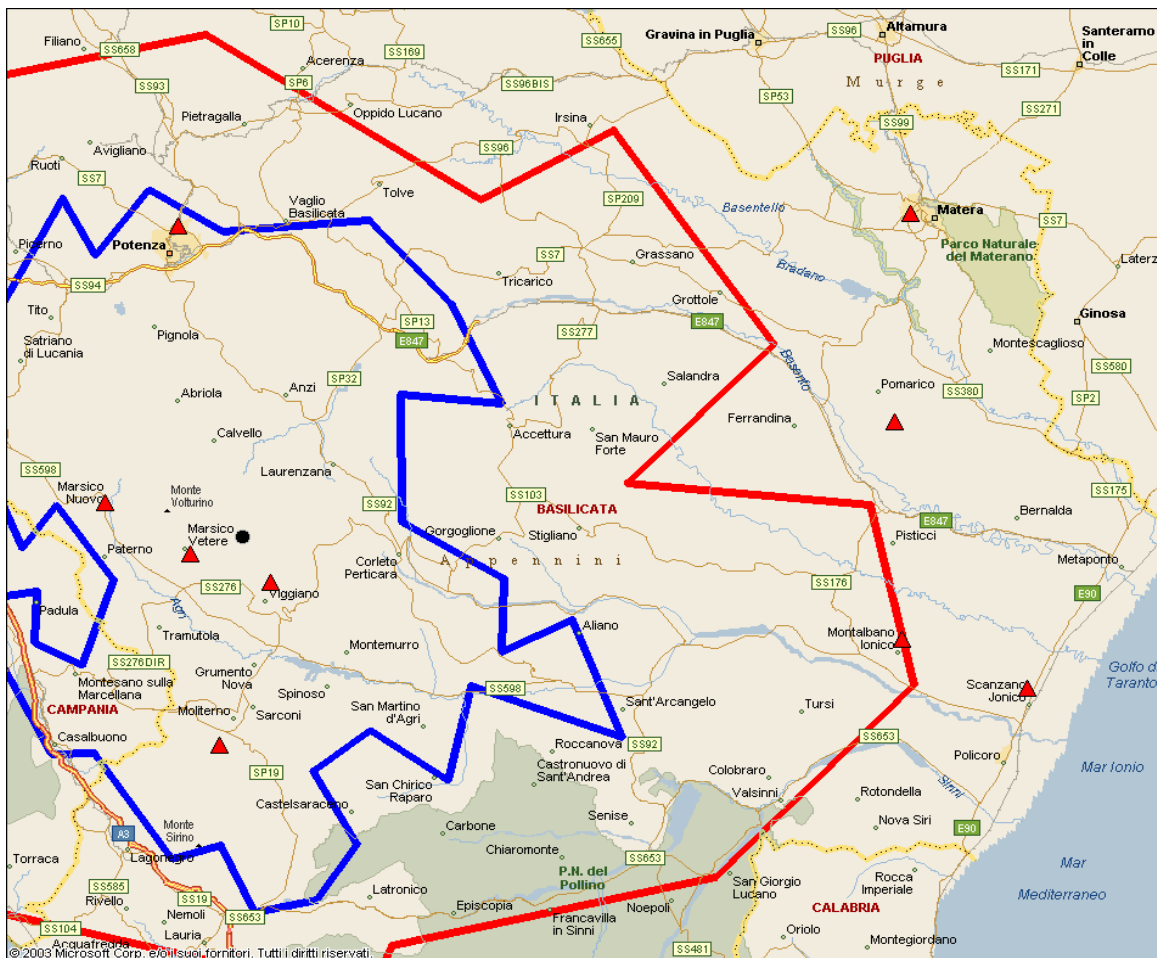 SP10
Filiano
SS658
SS169
SS655
Gravina in Puglia
SS96
Altamura
Santeramo
in
Colle
PUGLIA
Acerenza
SS171
SP6
SS96BIS
Murge
SS93
SP53
Oppido Lucano
SS271
Pietragalla
Irsina
SS99
Avigliano
SS96
Ruoti
SS7
Tolve
SP209
Basentello
Vaglio
Basilicata
Matera
SS7
Potenza
Parco Naturale
del Materano
SS7
Grassano
Laterz
Bradano
SS94
Tricarico
Grottole
Tito
SP13
E847
Ginosa
Pignola
SS277
Satriano
di Lucania
E847
Montescaglioso
Basento
SS580
SP32
Salandra
Pomarico
Abriola
Anzi
SS380
SP2
ITALIA
Ferrandina
Accettura
San Mauro
Forte
Calvello
SS598
Laurenzana
Marsico
Nuovo
Monte
Volturino
SS103
SS175
SS92
BASILICATA
Bernalda
E847
Marsico
Vetere
Gorgoglione
Stigliano
Pisticci
Paterno
Corleto
Perticara
Appennini
Metaponto
SS276
SS176
Viggiano
E90
Agri
Padula
Tramutola
Aliano
Montalbano
Ionico
Montemurro
SS276DIR
Grumento
Nova
Golfo d
Taranto
Montesano sulla
Marcellana
Spinoso
SS598
Scanzano
Jonico
CAMPANIA
Moliterno
Sarconi
San Martino
d'Agri
Sant'Arcangelo
Tursi
Casalbuono
SS92
SS653
Roccanova
Policoro
Castronuovo di
Sant'Andrea
Mar Ionio
SP19
San Chirico
Raparo
Colobraro
Sinni
Valsinni
Rotondella
Castelsaraceno
Senise
Nova Siri
E90
A3
Monte
Sirino
Carbone
Lagonegro
Chiaromonte
SS653
Torraca
P.N. del
Pollino
Mar
Mediterraneo
San Giorgio
Lucano
Rocca
Imperiale
SS585
Rivello
SS19
Latronico
Noepoli
CALABRIA
Nemoli
SS653
Episcopia
Francavilla
in Sinni
SS104
Lauria
Oriolo
Acquafredda
SS481
Montegiordano
© 2003 Microsoft Corp. e/o i suoi fornitori. Tutti i diritti riservati.